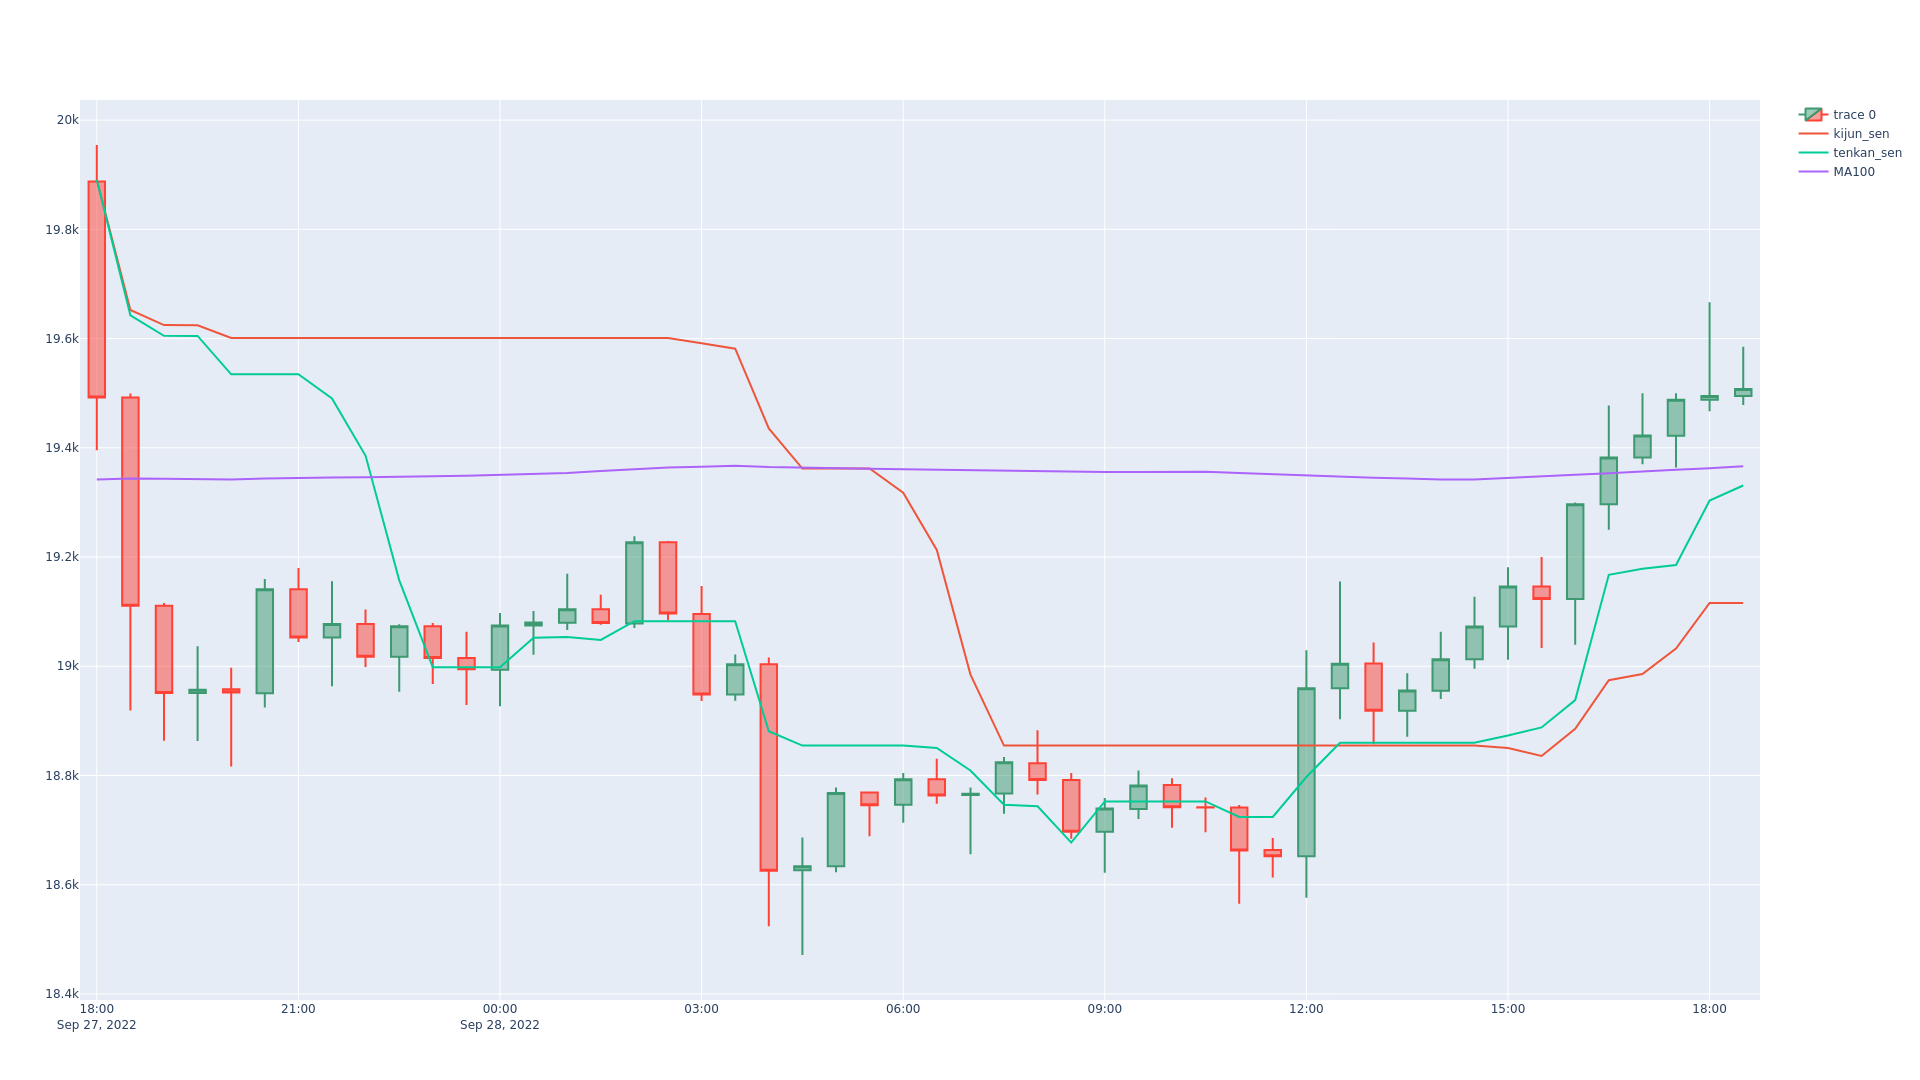 20k
19.8k
19.6k
19.4k
19.2k
19k
18.8k
18.6k
18.4k
18:00 21:00 00:00 03:00 06:00 09:00 12:00 15:00 18:00
Sep 27, 2022 Sep 28, 2022
trace 0
kijun_sen
tenkan_sen
MA100